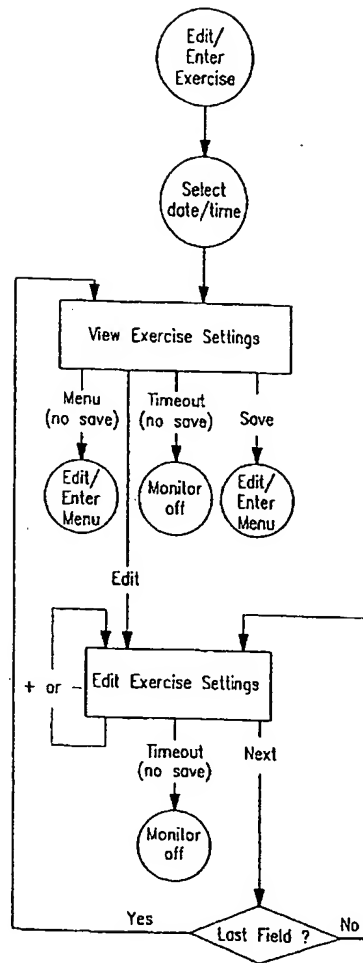 Edit/
Enter
Exercise
Select
date/time
View Exercise Settings
Menu
(no save)
Timeout
(no save)
Save
Edit/
Enter
Menu
Monitor
off
Edit/
Enter
Menu
Edit
+ or -
Edit Exercise Settings
Timeout
(no save)
Next
Monitor
off
Yes
Last Field ?
No